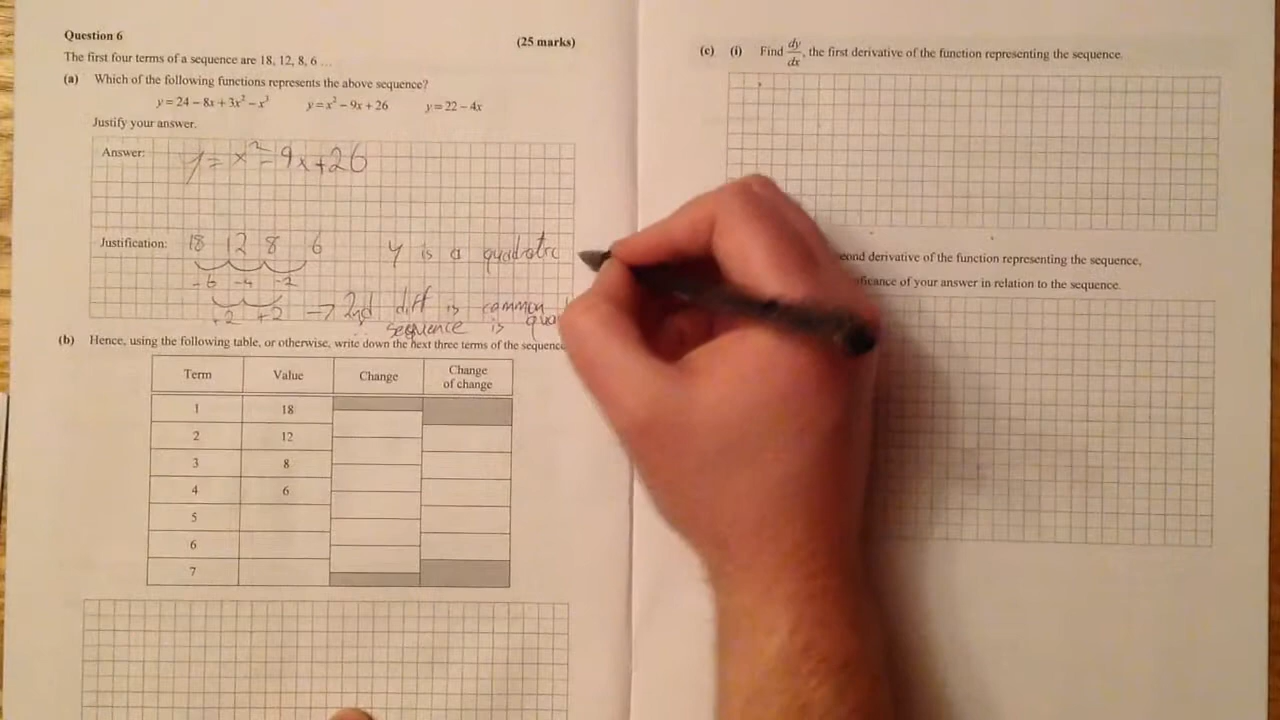 Question 6
(25 marks)
The first four terms of a sequence are 18, 12, 8, 6 ...
(a) Which of the following functions represents the above sequence?
y = 24 – 8x + 3x² – x³ y = x² – 9x + 26 y = 22 – 4x
Justify your answer.
Answer: y = x² – 9x + 26
Justification: 18 12 8 6 y is a
-6 -4 -2
+2 +2 → 2nd diff is common
∴ sequence is
(b) Hence, using the following table, or otherwise, write down the next three terms of the sequence
Term Value Change Change of change
1 18
2 12
3 8
4 6
5
6
7
(c) (i) Find dy/dx, the first derivative of the function representing the sequence.
derivative of the function representing the sequence,
of your answer in relation to the sequence.